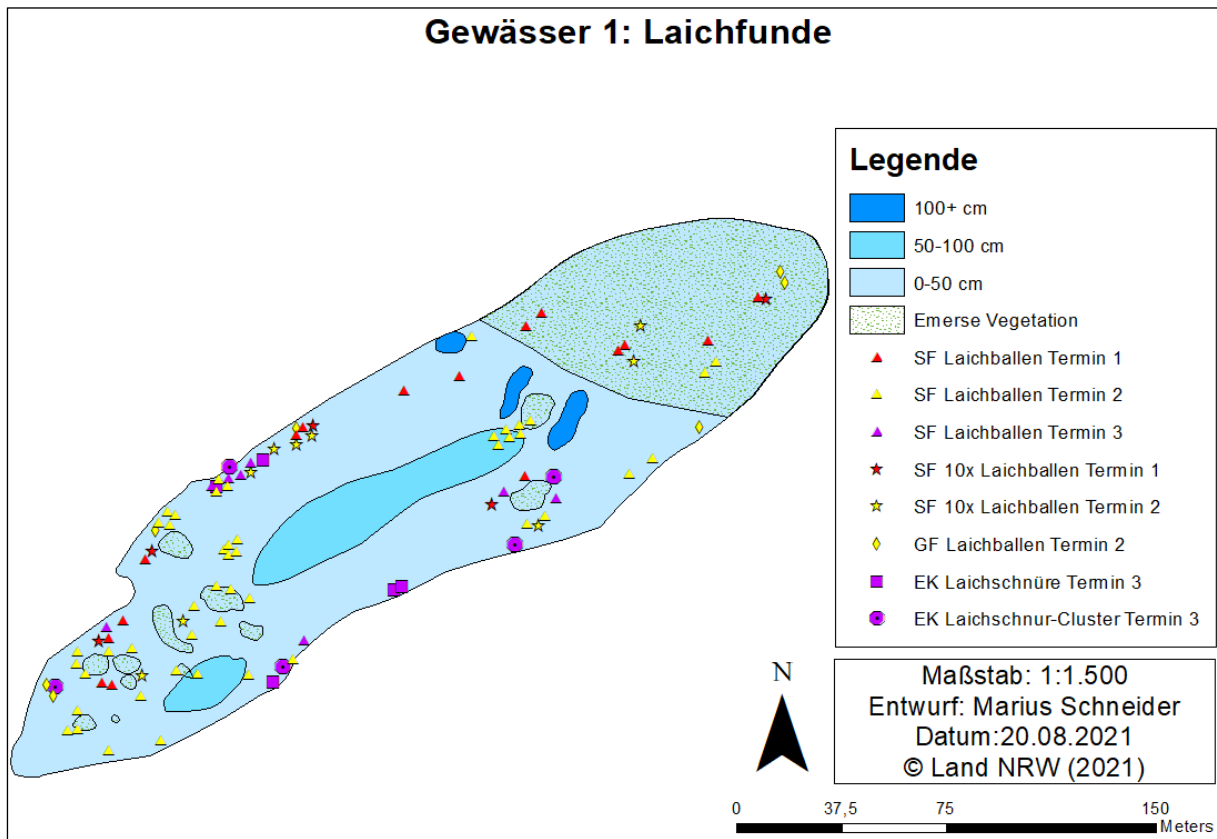 Gewässer 1: Laichfunde
Legende
100+ cm
50-100 cm
0-50 cm
Emerse Vegetation
SF Laichballen Termin 1
SF Laichballen Termin 2
SF Laichballen Termin 3
SF 10x Laichballen Termin 1
SF 10x Laichballen Termin 2
GF Laichballen Termin 2
EK Laichschnüre Termin 3
EK Laichschnur-Cluster Termin 3
N
Maßstab: 1:1.500
Entwurf: Marius Schneider
Datum:20.08.2021
© Land NRW (2021)
0 37,5 75 150
Meters